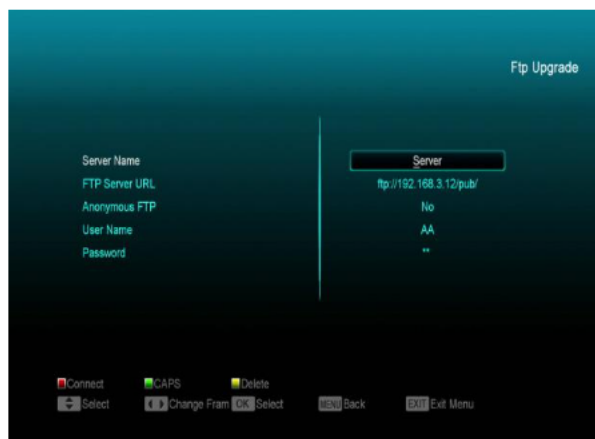 Ftp Upgrade
Server Name Server
FTP Server URL ftp://192.168.3.12/pub/
Anonymous FTP No
User Name AA
Password **
Connect CAPS Delete
Select Change Fram OK Select MENU Back EXIT Exit Menu